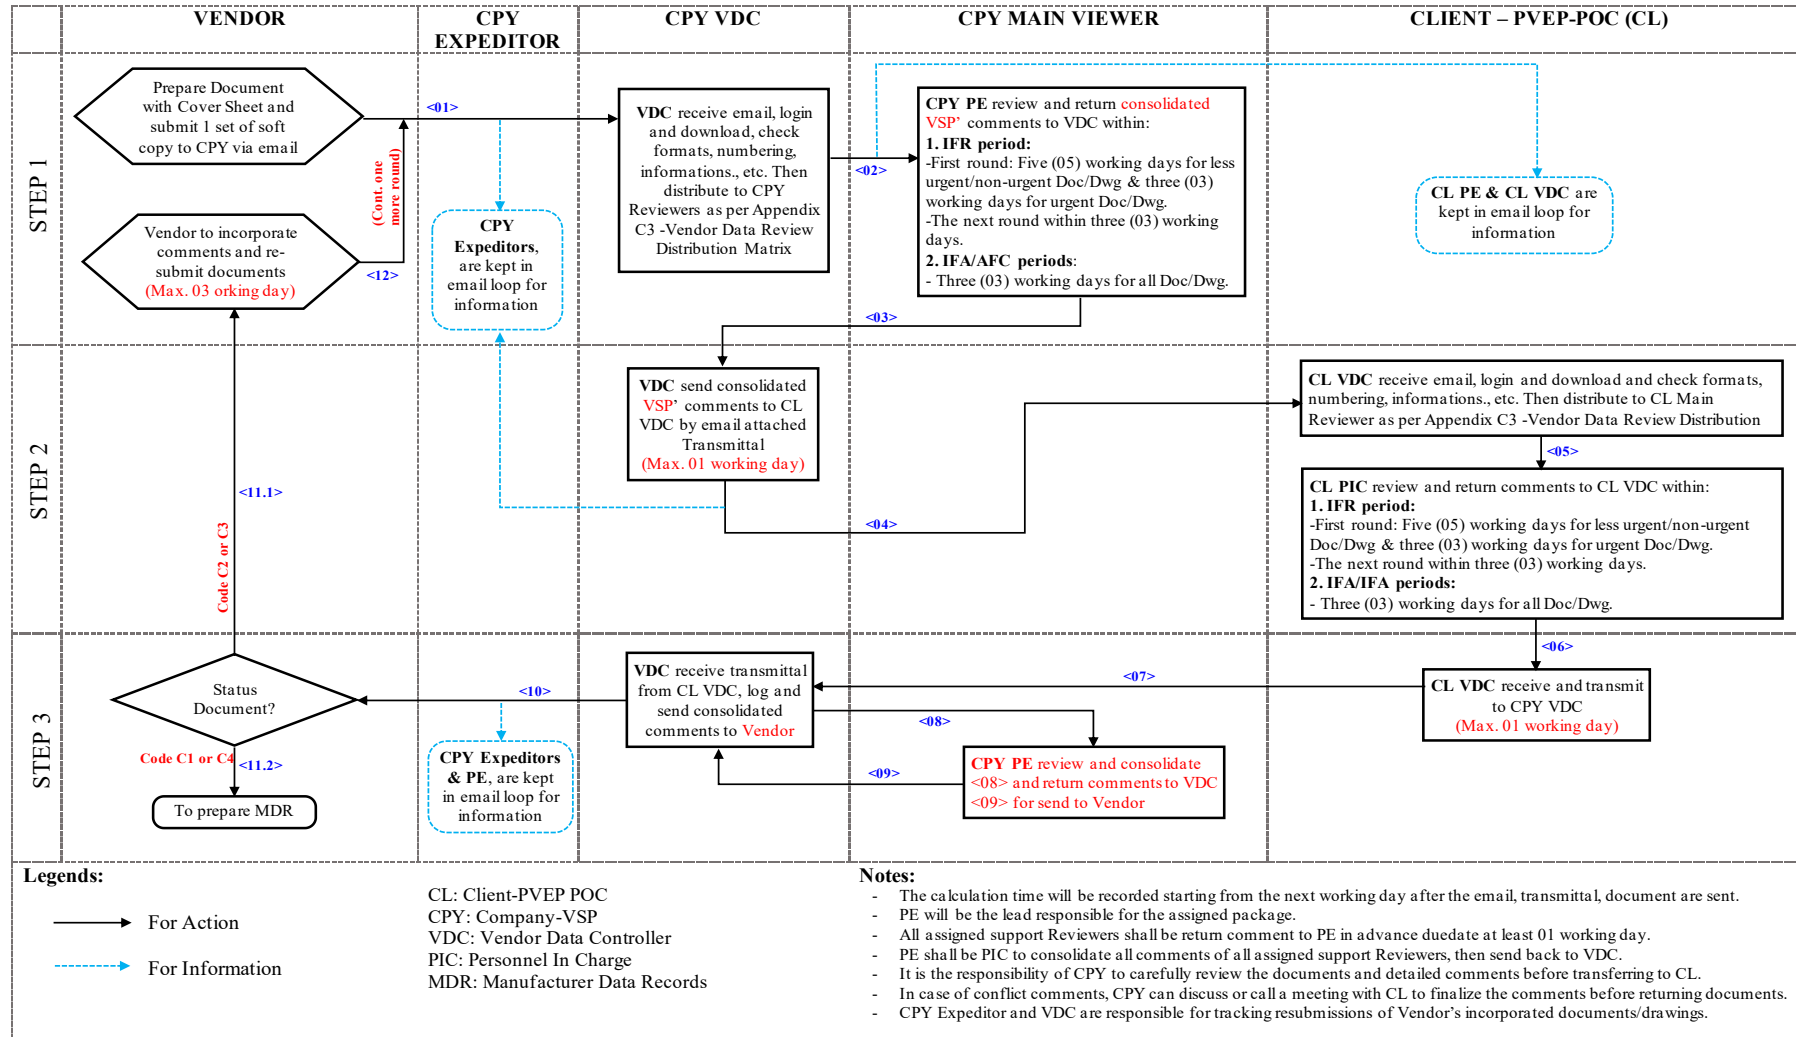 VENDOR
CPY
EXPEDITOR
CPY VDC
CPY MAIN VIEWER
CLIENT – PVEP-POC (CL)
STEP 1
Prepare Document
with Cover Sheet and
submit 1 set of soft
copy to CPY via email
<01>
(Cont. one
more round)
Vendor to incorporate
comments and re-
submit documents
(Max. 03 orking day)
<12>
CPY
Expeditors,
are kept in
email loop for
information
VDC receive email, login
and download, check
formats, numbering,
informations., etc. Then
distribute to CPY
Reviewers as per Appendix
C3 -Vendor Data Review
Distribution Matrix
<02>
CPY PE review and return consolidated
VSP’ comments to VDC within:
1. IFR period:
-First round: Five (05) working days for less
urgent/non-urgent Doc/Dwg & three (03)
working days for urgent Doc/Dwg.
-The next round within three (03) working
days.
2. IFA/AFC periods:
- Three (03) working days for all Doc/Dwg.
CL PE & CL VDC are
kept in email loop for
information
<03>
STEP 2
VDC send consolidated
VSP’ comments to CL
VDC by email attached
Transmittal
(Max. 01 working day)
<04>
CL VDC receive email, login and download and check formats,
numbering, informations., etc. Then distribute to CL Main
Reviewer as per Appendix C3 -Vendor Data Review Distribution
<05>
CL PIC review and return comments to CL VDC within:
1. IFR period:
-First round: Five (05) working days for less urgent/non-urgent
Doc/Dwg & three (03) working days for urgent Doc/Dwg.
-The next round within three (03) working days.
2. IFA/IFA periods:
- Three (03) working days for all Doc/Dwg.
<11.1>
Code C2 or C3
STEP 3
<06>
CL VDC receive and transmit
to CPY VDC
(Max. 01 working day)
<07>
VDC receive transmittal
from CL VDC, log and
send consolidated
comments to Vendor
<08>
CPY PE review and consolidate
<08> and return comments to VDC
<09> for send to Vendor
<09>
<10>
CPY Expeditors
& PE, are kept
in email loop for
information
Status
Document?
Code C1 or C4
<11.2>
To prepare MDR
Legends:
For Action
For Information
CL: Client-PVEP POC
CPY: Company-VSP
VDC: Vendor Data Controller
PIC: Personnel In Charge
MDR: Manufacturer Data Records
Notes:
- The calculation time will be recorded starting from the next working day after the email, transmittal, document are sent.
- PE will be the lead responsible for the assigned package.
- All assigned support Reviewers shall be return comment to PE in advance duedate at least 01 working day.
- PE shall be PIC to consolidate all comments of all assigned support Reviewers, then send back to VDC.
- It is the responsibility of CPY to carefully review the documents and detailed comments before transferring to CL.
- In case of conflict comments, CPY can discuss or call a meeting with CL to finalize the comments before returning documents.
- CPY Expeditor and VDC are responsible for tracking resubmissions of Vendor’s incorporated documents/drawings.